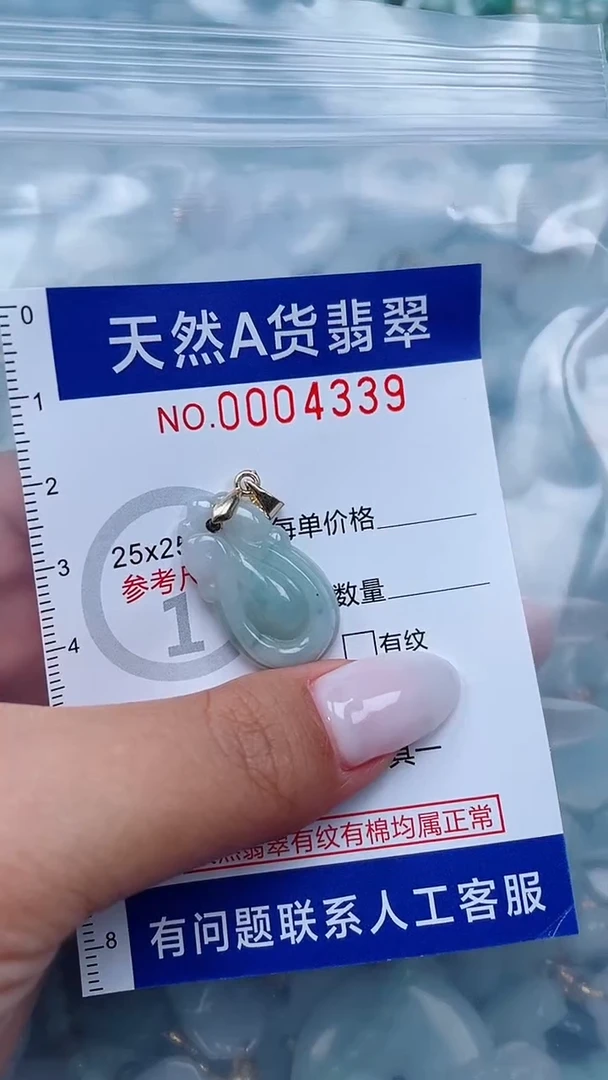 天然A货翡翠
NO.0004339
0
1
2
3
4
8
25x25
参考尺
1
每单价格
数量
有纹
具一
天然翡翠有纹有棉均属正常
有问题联系人工客服